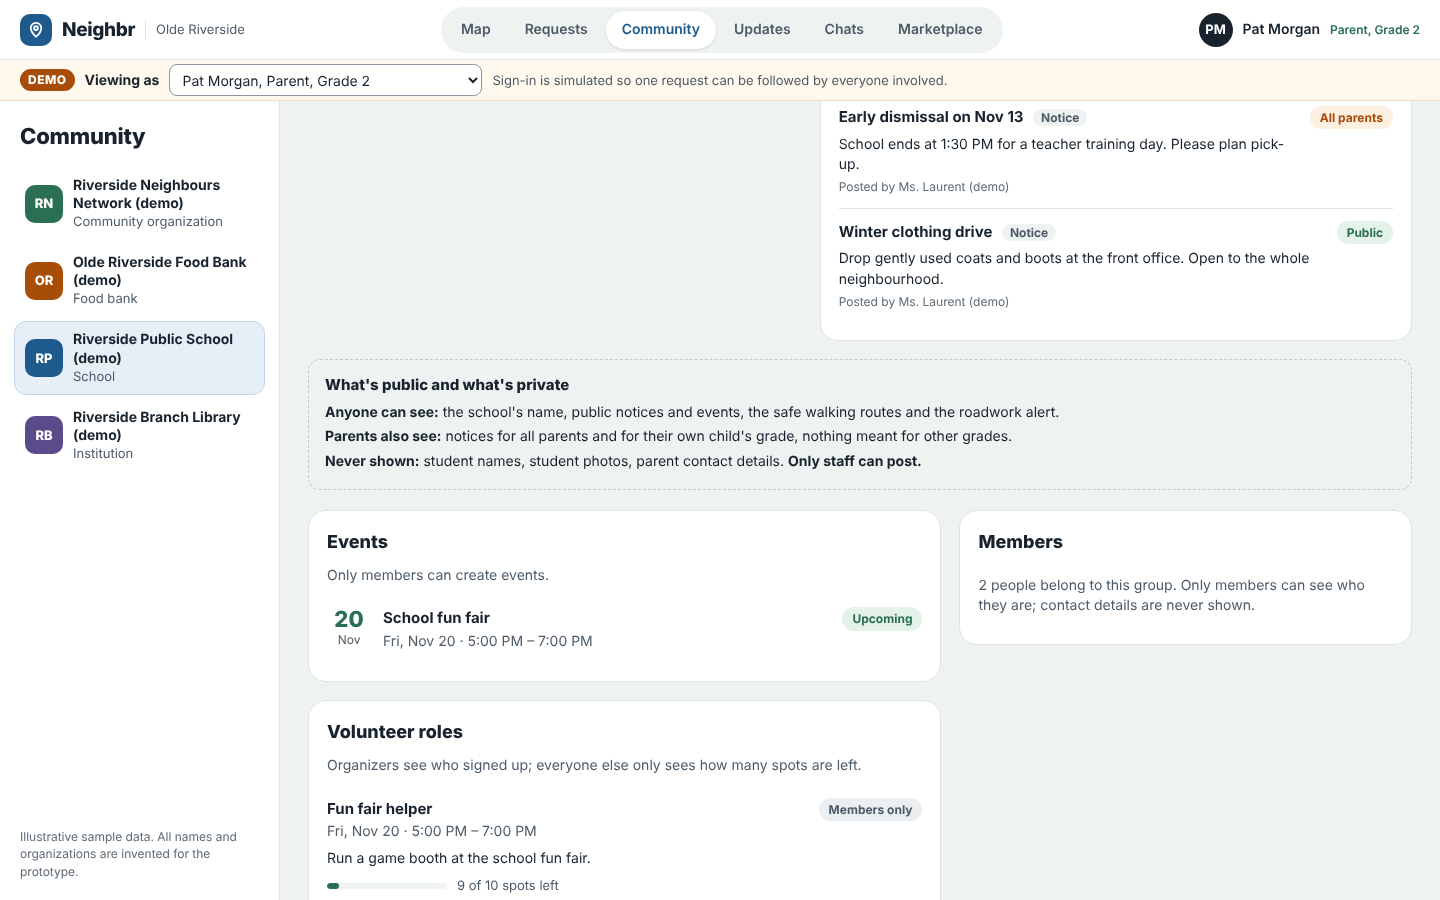 Neighbr
Olde Riverside
Map
Requests
Community
Updates
Chats
Marketplace
PM
Pat Morgan
Parent, Grade 2
DEMO
Viewing as
Pat Morgan, Parent, Grade 2
Sign-in is simulated so one request can be followed by everyone involved.
Community
RN
Riverside Neighbours
Network (demo)
Community organization
OR
Olde Riverside Food Bank
(demo)
Food bank
RP
Riverside Public School
(demo)
School
RB
Riverside Branch Library
(demo)
Institution
Illustrative sample data. All names and
organizations are invented for the
prototype.
Early dismissal on Nov 13
Notice
All parents
School ends at 1:30 PM for a teacher training day. Please plan pick-
up.
Posted by Ms. Laurent (demo)
Winter clothing drive
Notice
Public
Drop gently used coats and boots at the front office. Open to the whole
neighbourhood.
Posted by Ms. Laurent (demo)
What's public and what's private
Anyone can see: the school's name, public notices and events, the safe walking routes and the roadwork alert.
Parents also see: notices for all parents and for their own child's grade, nothing meant for other grades.
Never shown: student names, student photos, parent contact details. Only staff can post.
Events
Only members can create events.
20
Nov
School fun fair
Fri, Nov 20 · 5:00 PM – 7:00 PM
Upcoming
Members
2 people belong to this group. Only members can see who
they are; contact details are never shown.
Volunteer roles
Organizers see who signed up; everyone else only sees how many spots are left.
Fun fair helper
Members only
Fri, Nov 20 · 5:00 PM – 7:00 PM
Run a game booth at the school fun fair.
9 of 10 spots left